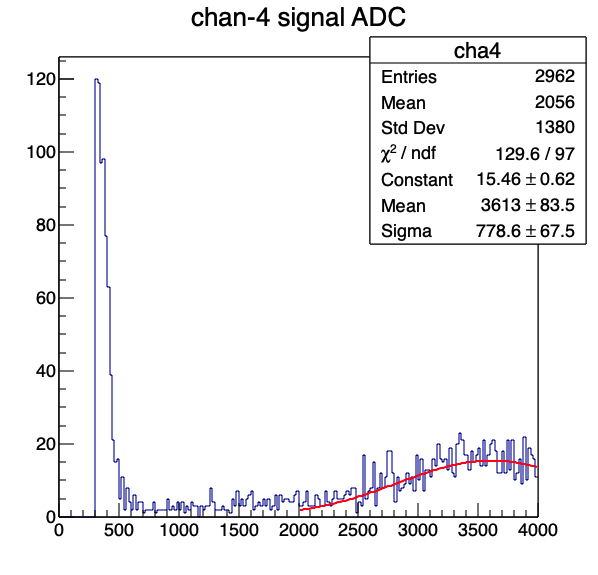 chan-4 signal ADC
cha4
Entries 2962
Mean 2056
Std Dev 1380
χ² / ndf 129.6 / 97
Constant 15.46 ± 0.62
Mean 3613 ± 83.5
Sigma 778.6 ± 67.5
120
100
80
60
40
20
0
0 500 1000 1500 2000 2500 3000 3500 4000